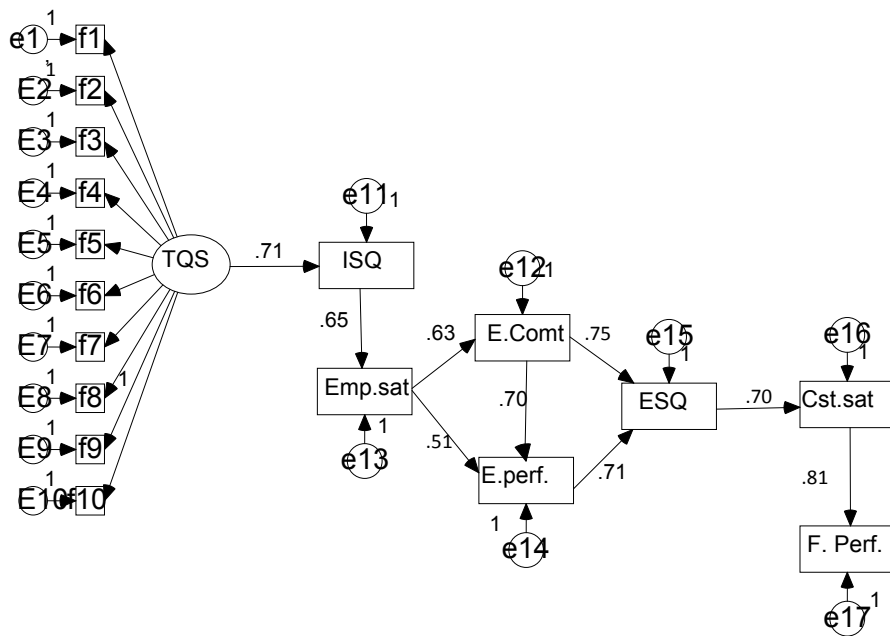 1
e1 f1
1
E2 f2
1
E3 f3
1
E4 f4
1
E5 f5
1
E6 f6
1
E7 f7
1
E8 f8
1
1
E9 f9
1
E10 f10
TQS
.71
e11
1
ISQ
.65
Emp.sat
1
e13
.63
.51
e12
1
E.Comt
.70
E.perf.
1
e14
.75
.71
e15
1
ESQ
.70
e16
1
Cst.sat
.81
F. Perf.
e17
1